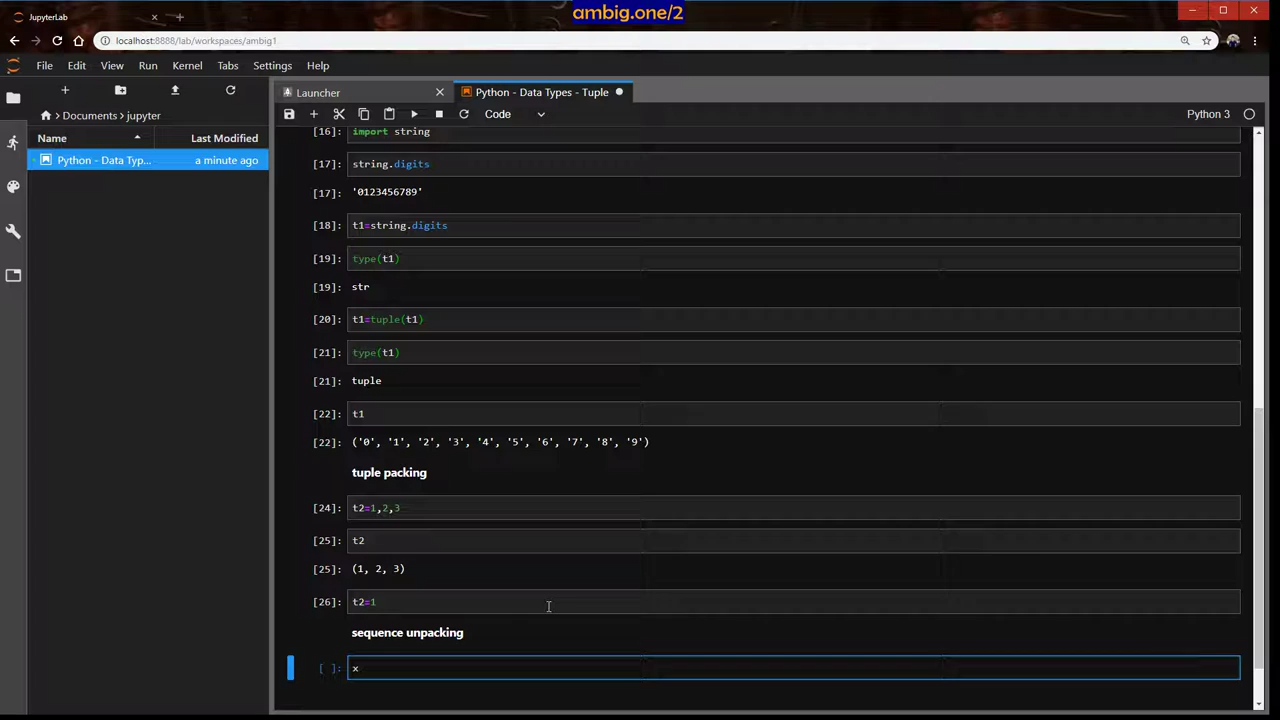 ambig.one/2
JupyterLab
localhost:8888/lab/workspaces/ambig1
File Edit View Run Kernel Tabs Settings Help
Launcher
Python - Data Types - Tuple
Documents jupyter
Code
Python 3
Name Last Modified
Python - Data Typ... a minute ago
[16]: import string
[17]: string.digits
[17]: '0123456789'
[18]: t1=string.digits
[19]: type(t1)
[19]: str
[20]: t1=tuple(t1)
[21]: type(t1)
[21]: tuple
[22]: t1
[22]: ('0', '1', '2', '3', '4', '5', '6', '7', '8', '9')
tuple packing
[24]: t2=1,2,3
[25]: t2
[25]: (1, 2, 3)
[26]: t2=1
sequence unpacking
[ ]: x